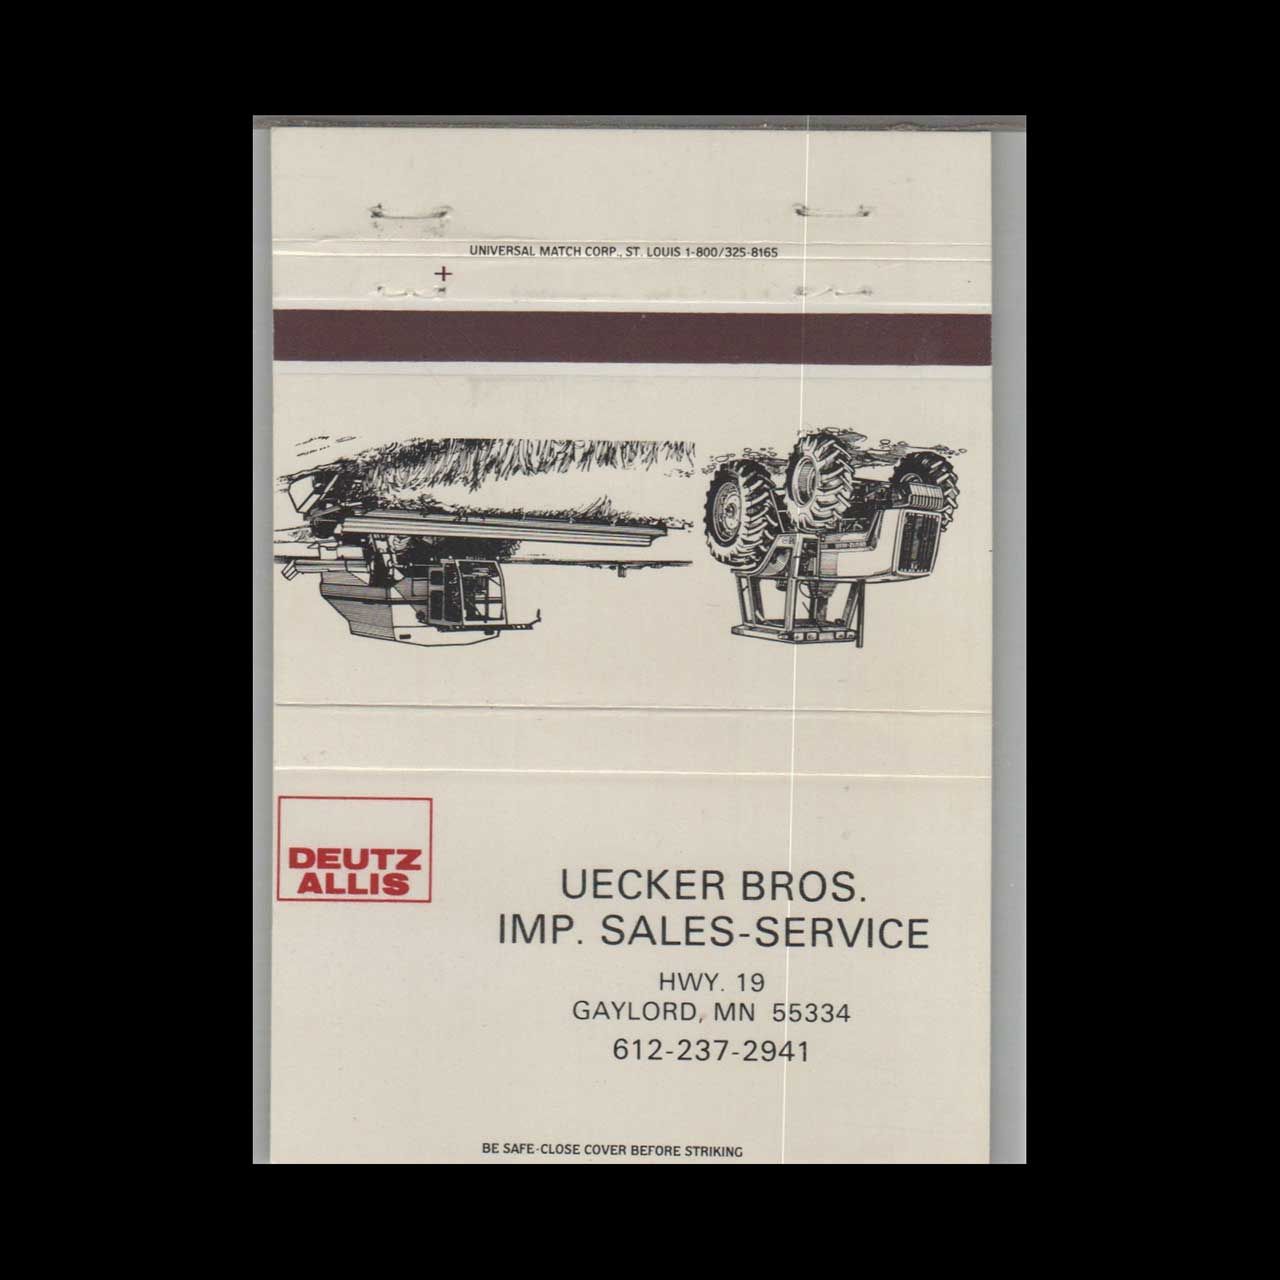 UNIVERSAL MATCH CORP., ST. LOUIS 1-800/325-8165
DEUTZ
ALLIS
UECKER BROS.
IMP. SALES-SERVICE
HWY. 19
GAYLORD, MN 55334
612-237-2941
BE SAFE-CLOSE COVER BEFORE STRIKING